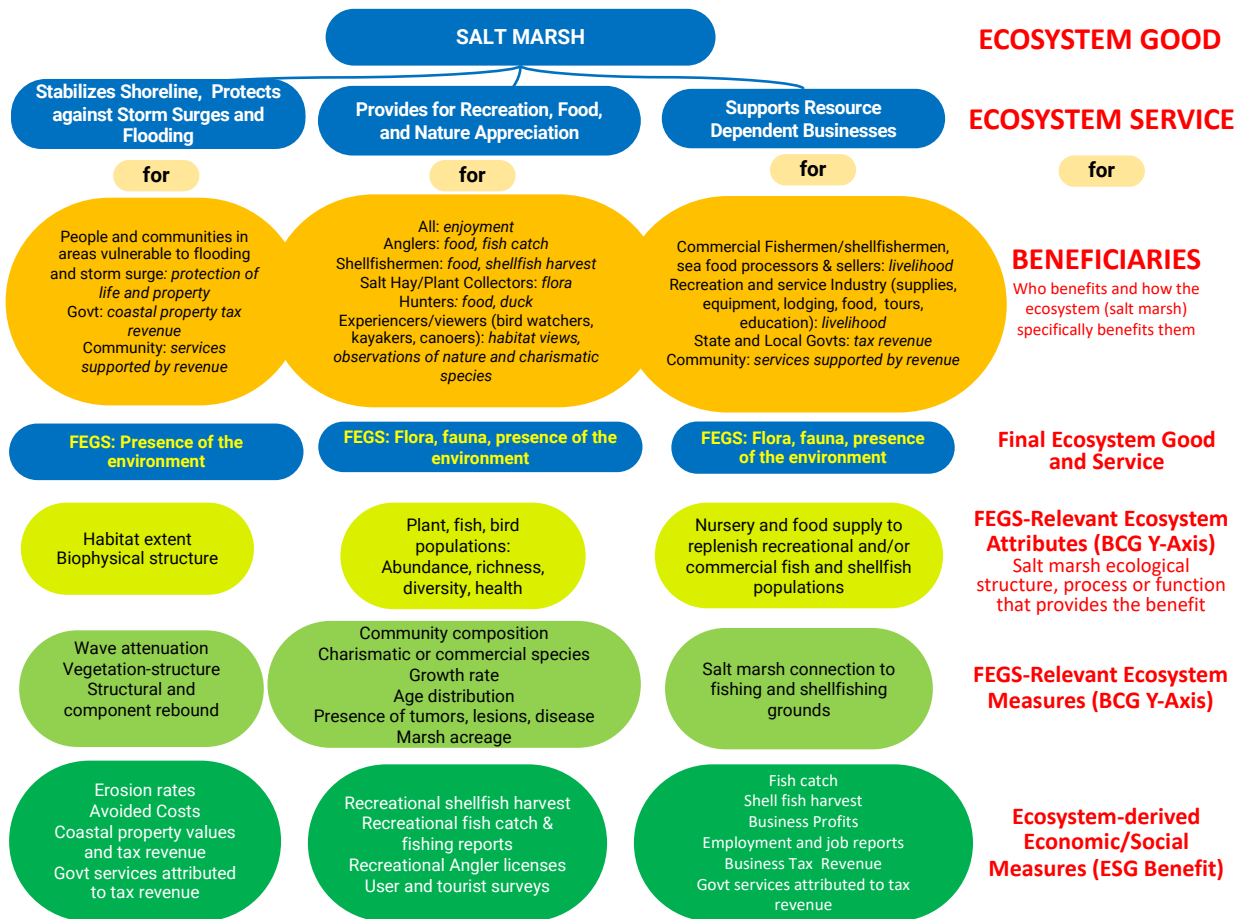 SALT MARSH
ECOSYSTEM GOOD
Stabilizes Shoreline, Protects
against Storm Surges and
Flooding
Provides for Recreation, Food,
and Nature Appreciation
Supports Resource
Dependent Businesses
ECOSYSTEM SERVICE
for
for
for
for
People and communities in
areas vulnerable to flooding
and storm surge: protection of
life and property
Govt: coastal property tax
revenue
Community: services
supported by revenue
All: enjoyment
Anglers: food, fish catch
Shellfishermen: food, shellfish harvest
Salt Hay/Plant Collectors: flora
Hunters: food, duck
Experiencers/viewers (bird watchers,
kayakers, canoers): habitat views,
observations of nature and charismatic
species
Commercial Fishermen/shellfishermen,
sea food processors & sellers: livelihood
Recreation and service Industry (supplies,
equipment, lodging, food, tours,
education): livelihood
State and Local Govts: tax revenue
Community: services supported by revenue
BENEFICIARIES
Who benefits and how the
ecosystem (salt marsh)
specifically benefits them
FEGS: Presence of the
environment
FEGS: Flora, fauna, presence of the
environment
FEGS: Flora, fauna, presence
of the environment
Final Ecosystem Good
and Service
Habitat extent
Biophysical structure
Plant, fish, bird
populations:
Abundance, richness,
diversity, health
Nursery and food supply to
replenish recreational and/or
commercial fish and shellfish
populations
FEGS-Relevant Ecosystem
Attributes (BCG Y-Axis)
Salt marsh ecological
structure, process or function
that provides the benefit
Wave attenuation
Vegetation-structure
Structural and
component rebound
Community composition
Charismatic or commercial species
Growth rate
Age distribution
Presence of tumors, lesions, disease
Marsh acreage
Salt marsh connection to
fishing and shellfishing
grounds
FEGS-Relevant Ecosystem
Measures (BCG Y-Axis)
Erosion rates
Avoided Costs
Coastal property values
and tax revenue
Govt services attributed
to tax revenue
Recreational shellfish harvest
Recreational fish catch &
fishing reports
Recreational Angler licenses
User and tourist surveys
Fish catch
Shell fish harvest
Business Profits
Employment and job reports
Business Tax Revenue
Govt services attributed to tax
revenue
Ecosystem-derived
Economic/Social
Measures (ESG Benefit)